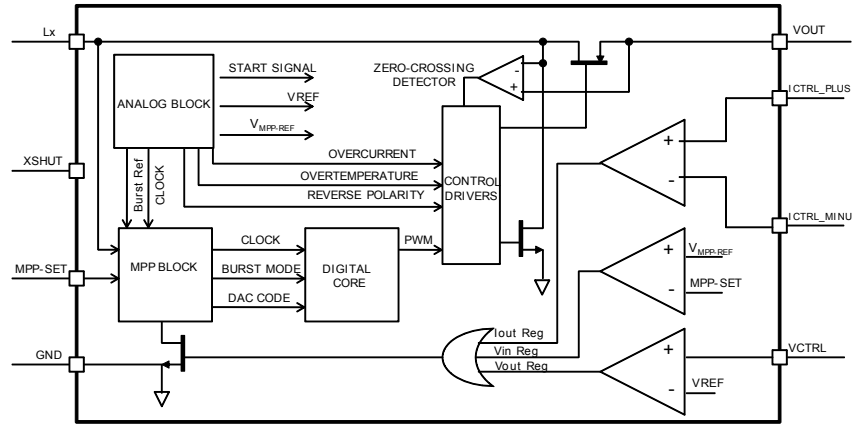 Lx
VOUT
START SIGNAL
ZERO-CROSSING
DETECTOR
-
+
ANALOG BLOCK
VREF
ICTRL_PLUS
VMPP-REF
+
XSHUT
Burst Ref
CLOCK
OVERCURRENT
OVERTEMPERATURE
REVERSE POLARITY
CONTROL
DRIVERS
-
ICTRL_MINU
CLOCK
PWM
+
VMPP-REF
MPP-SET
MPP BLOCK
BURST MODE
DIGITAL
CORE
-
MPP-SET
DAC CODE
Iout Reg
GND
Vin Reg
Vout Reg
+
VCTRL
-
VREF